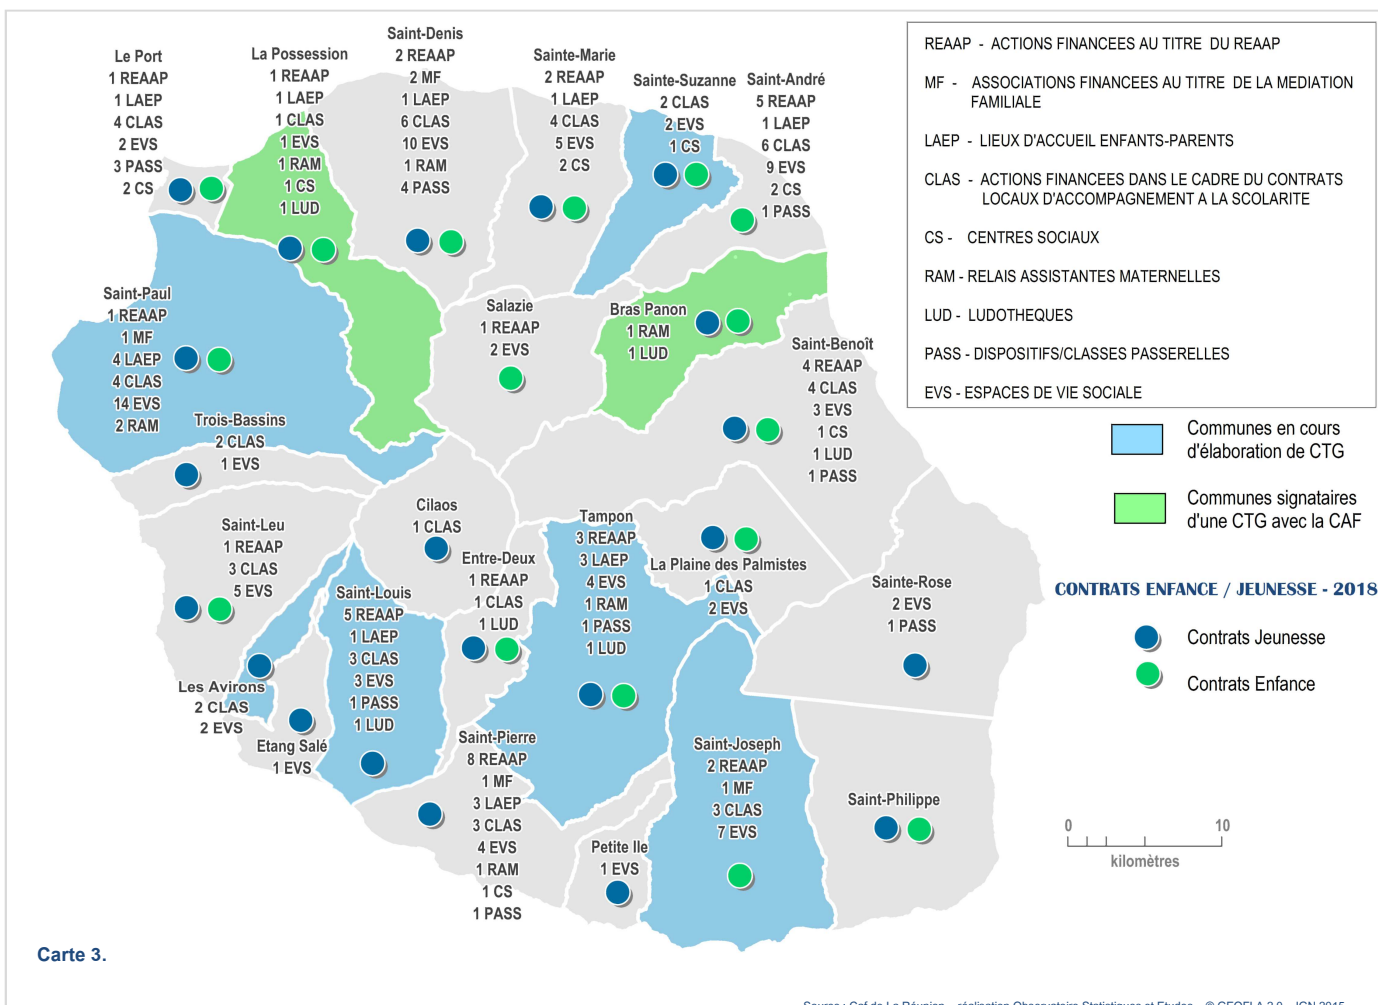 Le Port
1 REAAP
1 LAEP
4 CLAS
2 EVS
3 PASS
2 CS
La Possession
1 REAAP
1 LAEP
1 CLAS
1 EVS
1 RAM
1 CS
1 LUD
Saint-Denis
2 REAAP
2 MF
1 LAEP
6 CLAS
10 EVS
1 RAM
4 PASS
Sainte-Marie
2 REAAP
1 LAEP
4 CLAS
5 EVS
2 CS
Sainte-Suzanne
2 CLAS
2 EVS
1 CS
Saint-André
5 REAAP
1 LAEP
6 CLAS
9 EVS
2 CS
1 PASS
REAAP - ACTIONS FINANCEES AU TITRE DU REAAP
MF - ASSOCIATIONS FINANCEES AU TITRE DE LA MEDIATION
FAMILIALE
LAEP - LIEUX D'ACCUEIL ENFANTS-PARENTS
CLAS - ACTIONS FINANCEES DANS LE CADRE DU CONTRATS
LOCAUX D'ACCOMPAGNEMENT A LA SCOLARITE
CS - CENTRES SOCIAUX
RAM - RELAIS ASSISTANTES MATERNELLES
LUD - LUDOTHEQUES
PASS - DISPOSITIFS/CLASSES PASSERELLES
EVS - ESPACES DE VIE SOCIALE
Saint-Paul
1 REAAP
1 MF
4 LAEP
4 CLAS
14 EVS
2 RAM
Salazie
1 REAAP
2 EVS
Bras Panon
1 RAM
1 LUD
Saint-Benoît
4 REAAP
4 CLAS
3 EVS
1 CS
1 LUD
1 PASS
Trois-Bassins
2 CLAS
1 EVS
Communes en cours
d'élaboration de CTG
Communes signataires
d'une CTG avec la CAF
CONTRATS ENFANCE / JEUNESSE - 2018
Contrats Jeunesse
Contrats Enfance
Saint-Leu
1 REAAP
3 CLAS
5 EVS
Cilaos
1 CLAS
Entre-Deux
1 REAAP
1 CLAS
1 LUD
Tampon
3 REAAP
3 LAEP
4 EVS
1 RAM
1 PASS
1 LUD
La Plaine des Palmistes
1 CLAS
2 EVS
Sainte-Rose
2 EVS
1 PASS
Saint-Louis
5 REAAP
1 LAEP
3 CLAS
3 EVS
1 PASS
1 LUD
Les Avirons
2 CLAS
2 EVS
Etang Salé
1 EVS
Saint-Pierre
8 REAAP
1 MF
3 LAEP
3 CLAS
4 EVS
1 RAM
1 CS
1 PASS
Petite Ile
1 EVS
Saint-Joseph
2 REAAP
1 MF
3 CLAS
7 EVS
Saint-Philippe
0 10
kilomètres
Carte 3.